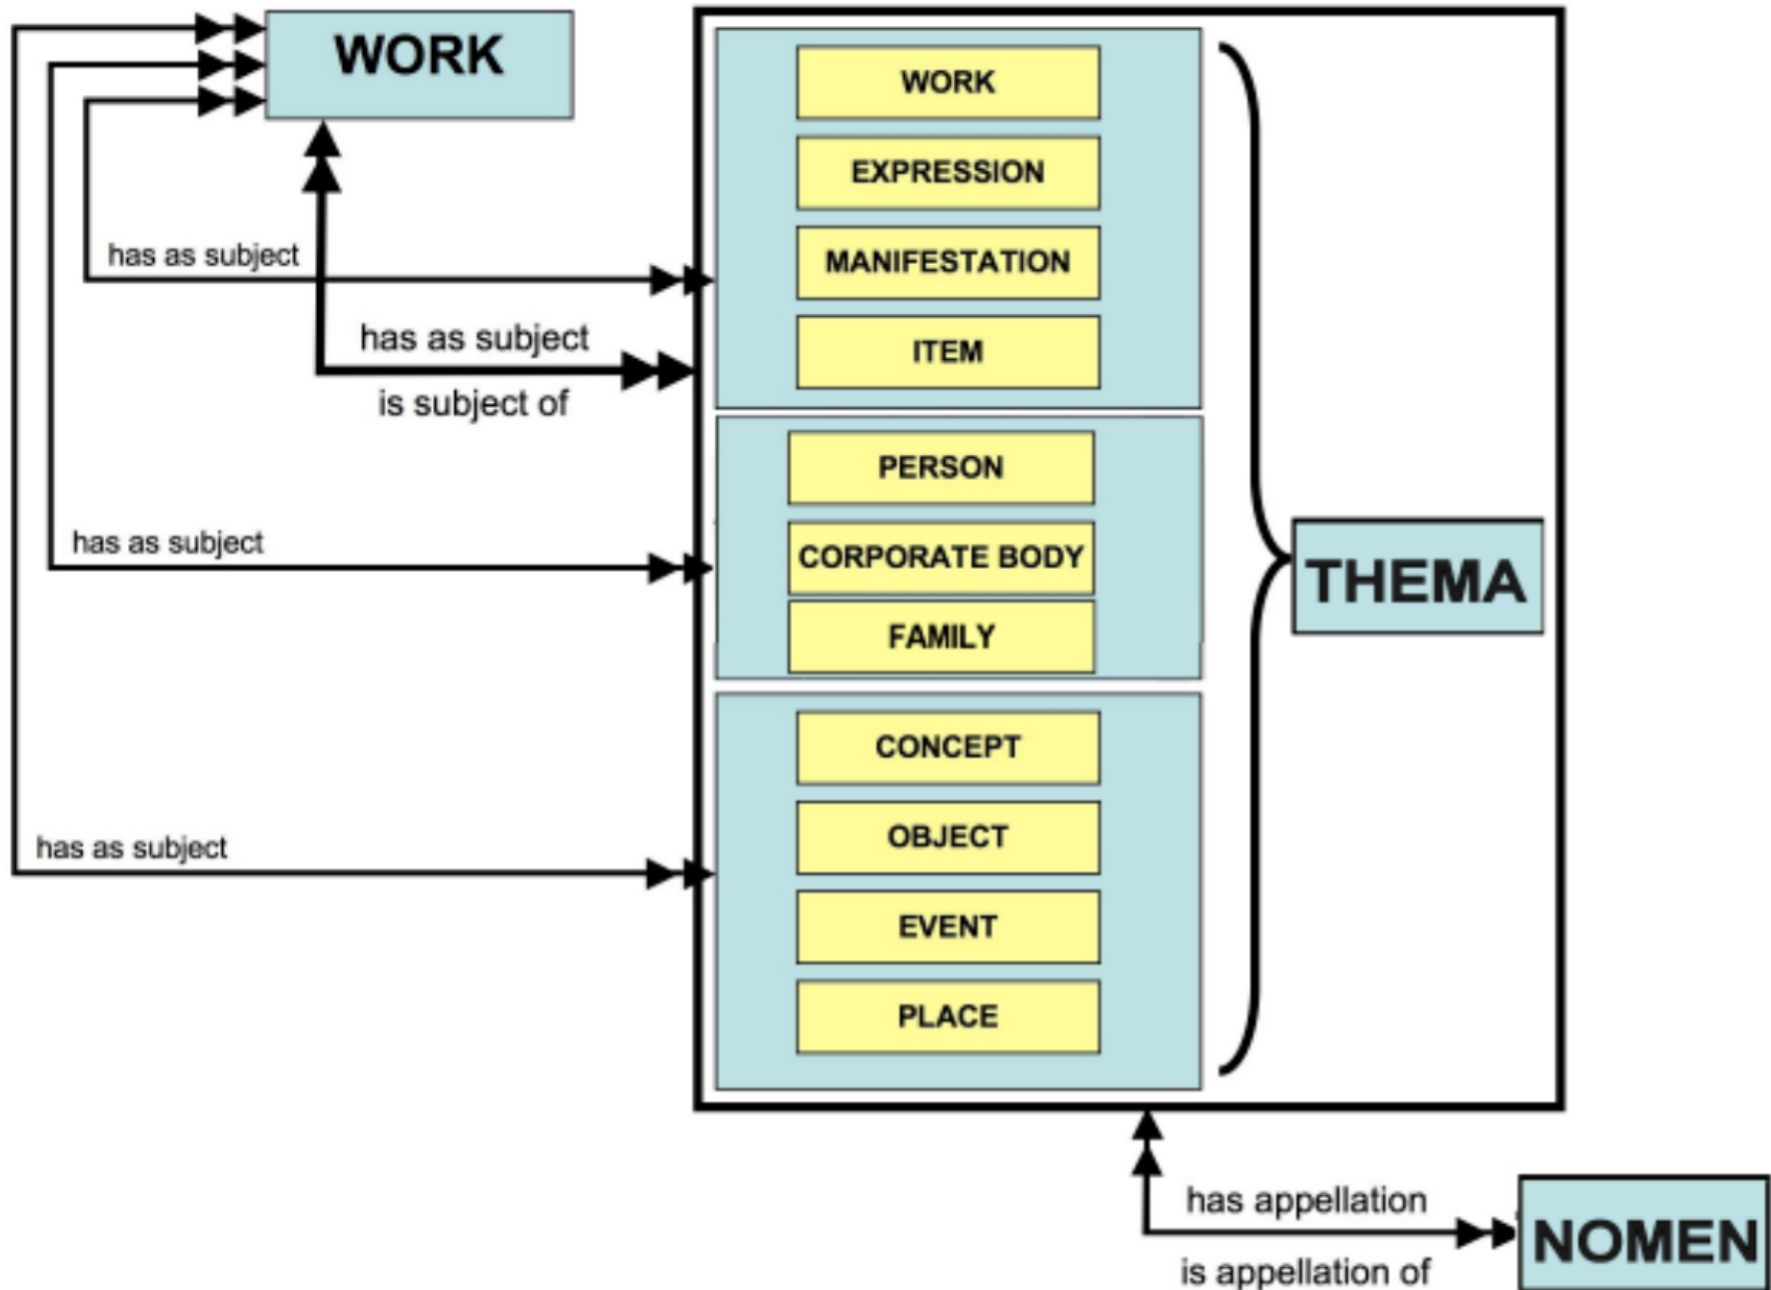 WORK
WORK
EXPRESSION
MANIFESTATION
ITEM
has as subject
has as subject
is subject of
PERSON
CORPORATE BODY
FAMILY
has as subject
THEMA
CONCEPT
OBJECT
EVENT
PLACE
has as subject
has appellation
is appellation of
NOMEN